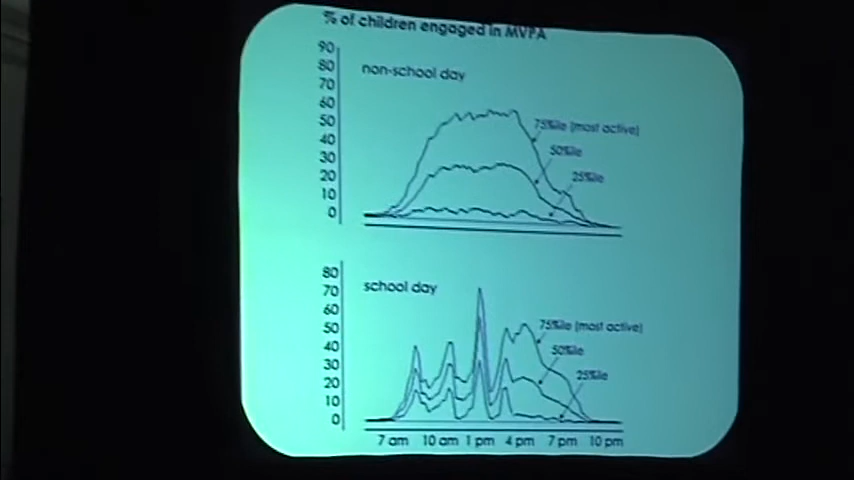 % of children engaged in MVPA
90
80
70
60
50
40
30
20
10
0
non-school day
75%ile (most active)
50%ile
25%ile
80
70
60
50
40
30
20
10
0
school day
75%ile (most active)
50%ile
25%ile
7 am 10 am 1 pm 4 pm 7 pm 10 pm